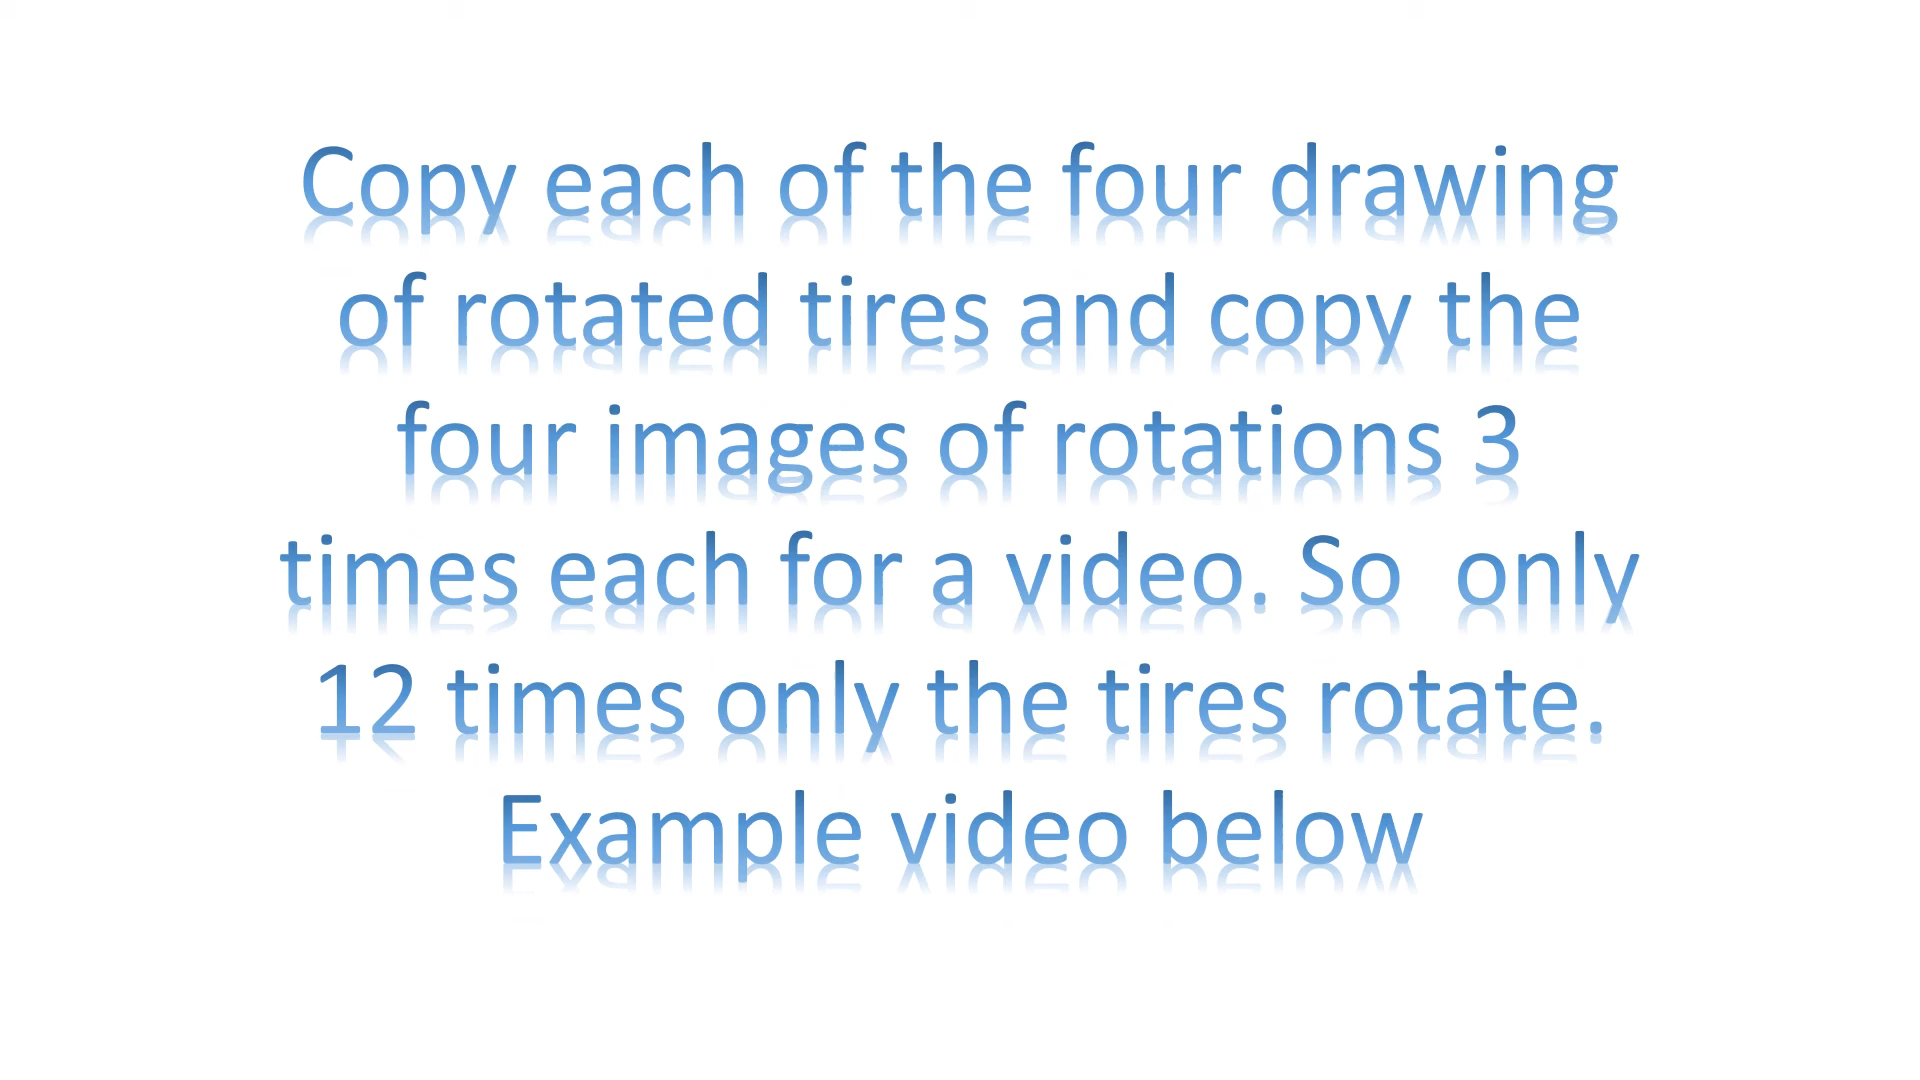 Copy each of the four drawing
of rotated tires and copy the
four images of rotations 3
times each for a video. So  only
12 times only the tires rotate.
Example video below